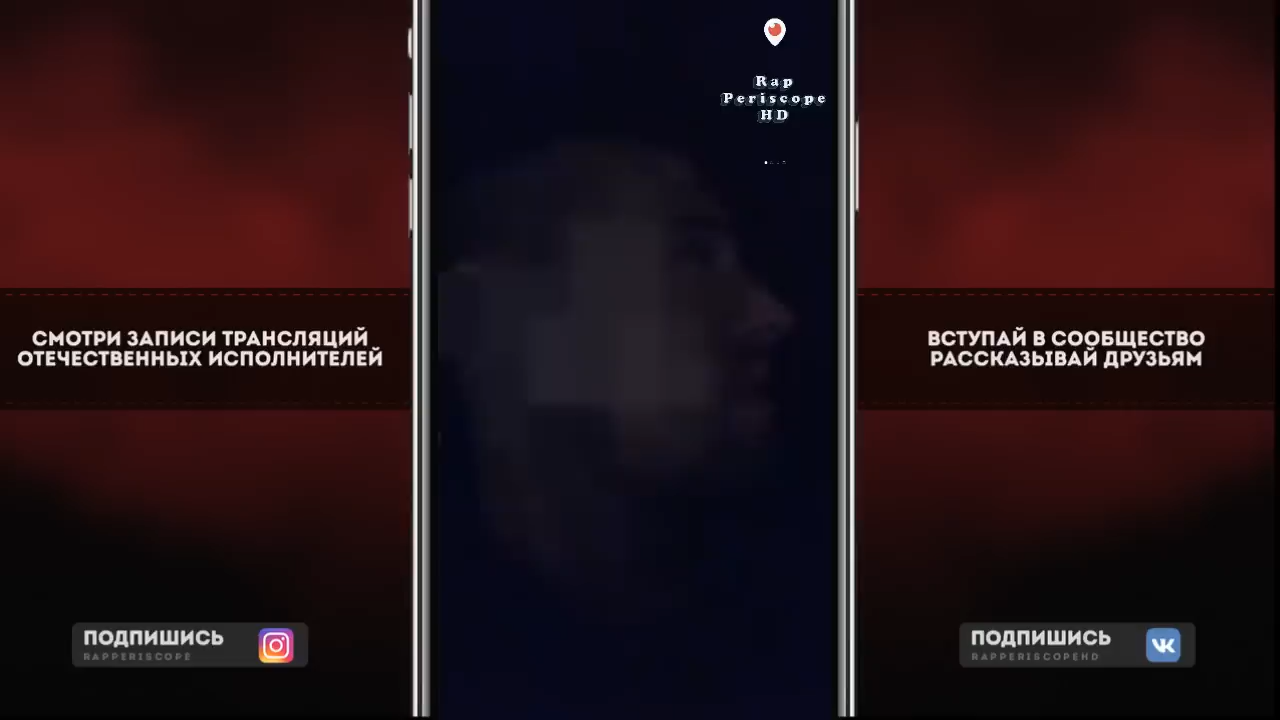 Rap
Periscope
HD
СМОТРИ ЗАПИСИ ТРАНСЛЯЦИЙ
ОТЕЧЕСТВЕННЫХ ИСПОЛНИТЕЛЕЙ
ВСТУПАЙ В СООБЩЕСТВО
РАССКАЗЫВАЙ ДРУЗЬЯМ
ПОДПИШИСЬ
RAPPERISCOPE
ПОДПИШИСЬ
RAPPERISCOPEHD